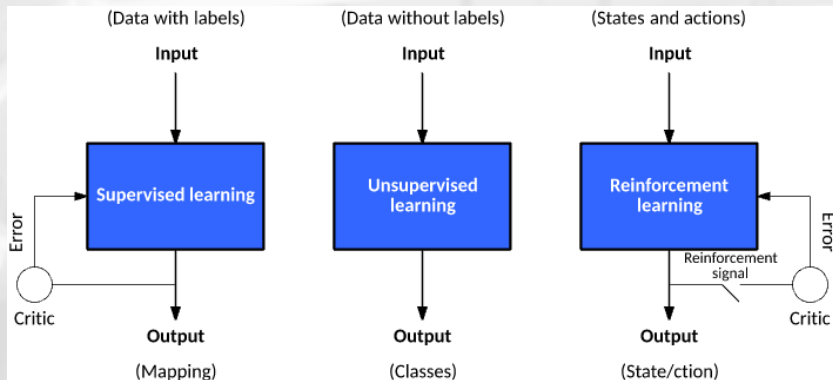 (Data with labels)
(Data without labels)
(States and actions)
Input
Input
Input
Supervised learning
Unsupervised
learning
Reinforcement
learning
Error
Error
Reinforcement
signal
Critic
Critic
Output
Output
Output
(Mapping)
(Classes)
(State/ction)